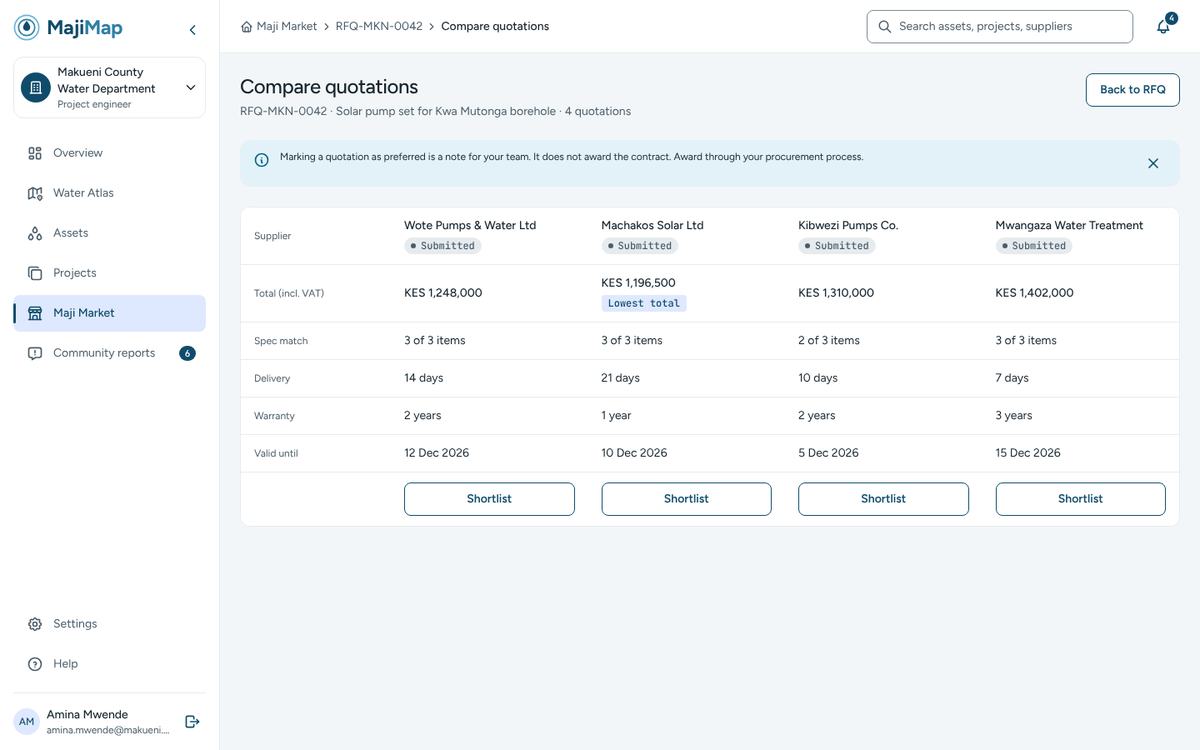 MajiMap
Makueni County
Water Department
Project engineer
Overview
Water Atlas
Assets
Projects
Maji Market
Community reports 6
Settings
Help
AM
Amina Mwende
amina.mwende@makueni....
Maji Market > RFQ-MKN-0042 > Compare quotations
Search assets, projects, suppliers
4
Compare quotations
RFQ-MKN-0042 · Solar pump set for Kwa Mutonga borehole · 4 quotations
Back to RFQ
Marking a quotation as preferred is a note for your team. It does not award the contract. Award through your procurement process.
Supplier Wote Pumps & Water Ltd Machakos Solar Ltd Kibwezi Pumps Co. Mwangaza Water Treatment
Submitted Submitted Submitted Submitted
Total (incl. VAT) KES 1,248,000 KES 1,196,500 KES 1,310,000 KES 1,402,000
Lowest total
Spec match 3 of 3 items 3 of 3 items 2 of 3 items 3 of 3 items
Delivery 14 days 21 days 10 days 7 days
Warranty 2 years 1 year 2 years 3 years
Valid until 12 Dec 2026 10 Dec 2026 5 Dec 2026 15 Dec 2026
Shortlist Shortlist Shortlist Shortlist